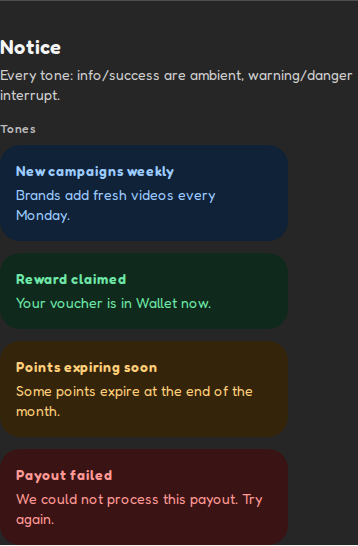 Notice
Every tone: info/success are ambient, warning/danger
interrupt.
Tones
New campaigns weekly
Brands add fresh videos every
Monday.
Reward claimed
Your voucher is in Wallet now.
Points expiring soon
Some points expire at the end of the
month.
Payout failed
We could not process this payout. Try
again.